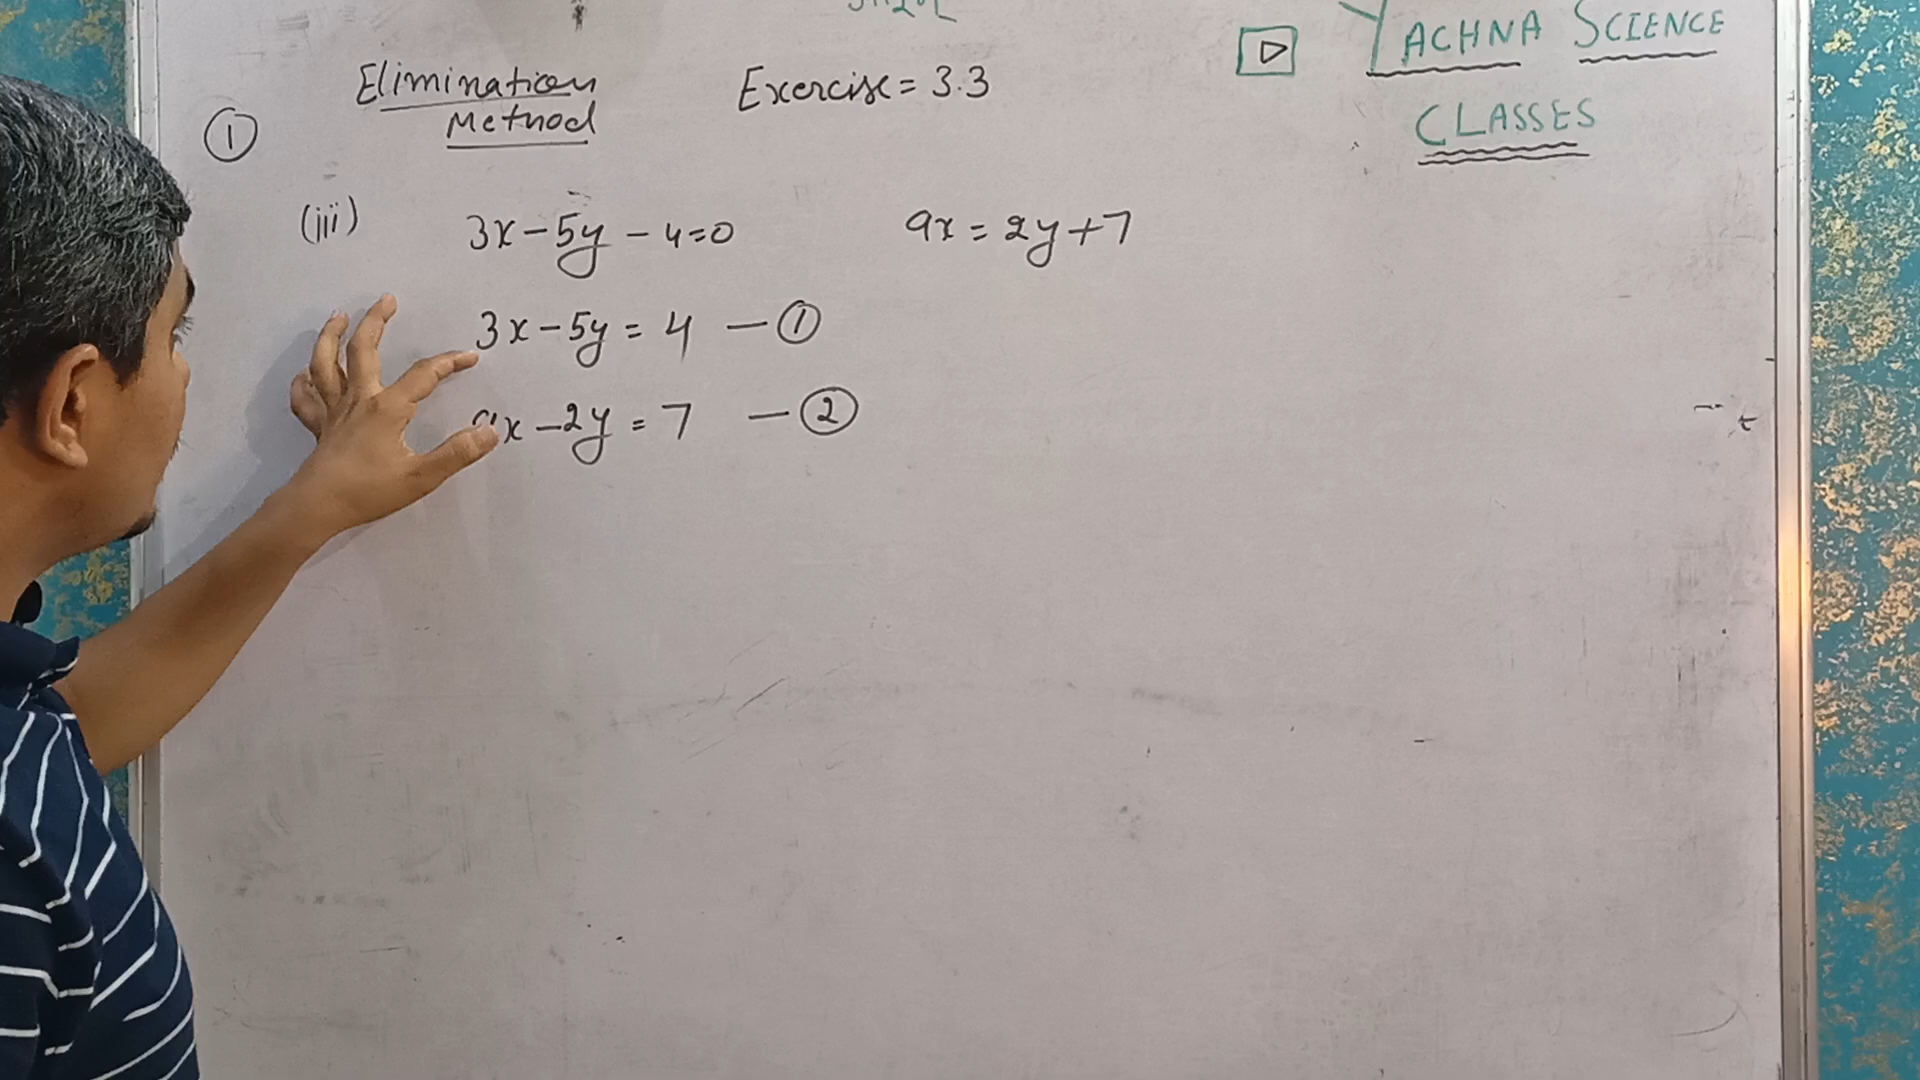 YACHNA SCIENCE
CLASSES
Elimination
Method
Exercise = 3.3
①
(iii) 3x-5y-4=0 9x=2y+7
3x-5y=4 -①
9x-2y=7 -②